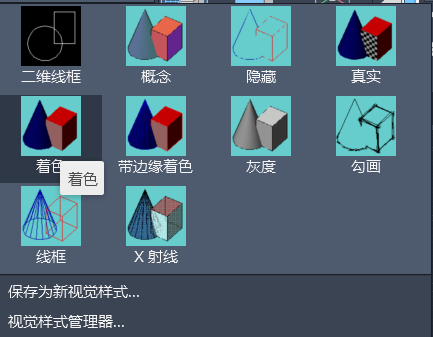 二维线框
概念
隐藏
真实
着色
带边缘着色
灰度
勾画
着色
线框
X 射线
保存为新视觉样式...
视觉样式管理器...